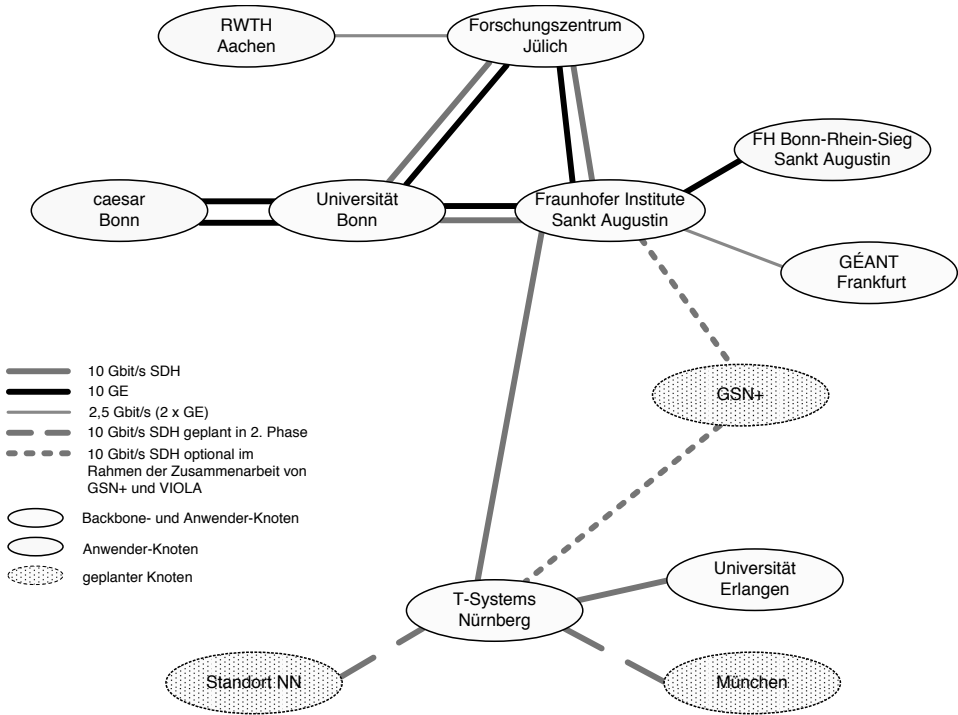 RWTH
Aachen
Forschungszentrum
Jülich
FH Bonn-Rhein-Sieg
Sankt Augustin
caesar
Bonn
Universität
Bonn
Fraunhofer Institute
Sankt Augustin
GÉANT
Frankfurt
10 Gbit/s SDH
10 GE
2,5 Gbit/s (2 x GE)
10 Gbit/s SDH geplant in 2. Phase
10 Gbit/s SDH optional im
Rahmen der Zusammenarbeit von
GSN+ und VIOLA
Backbone- und Anwender-Knoten
Anwender-Knoten
geplanter Knoten
GSN+
Universität
Erlangen
T-Systems
Nürnberg
Standort NN
München